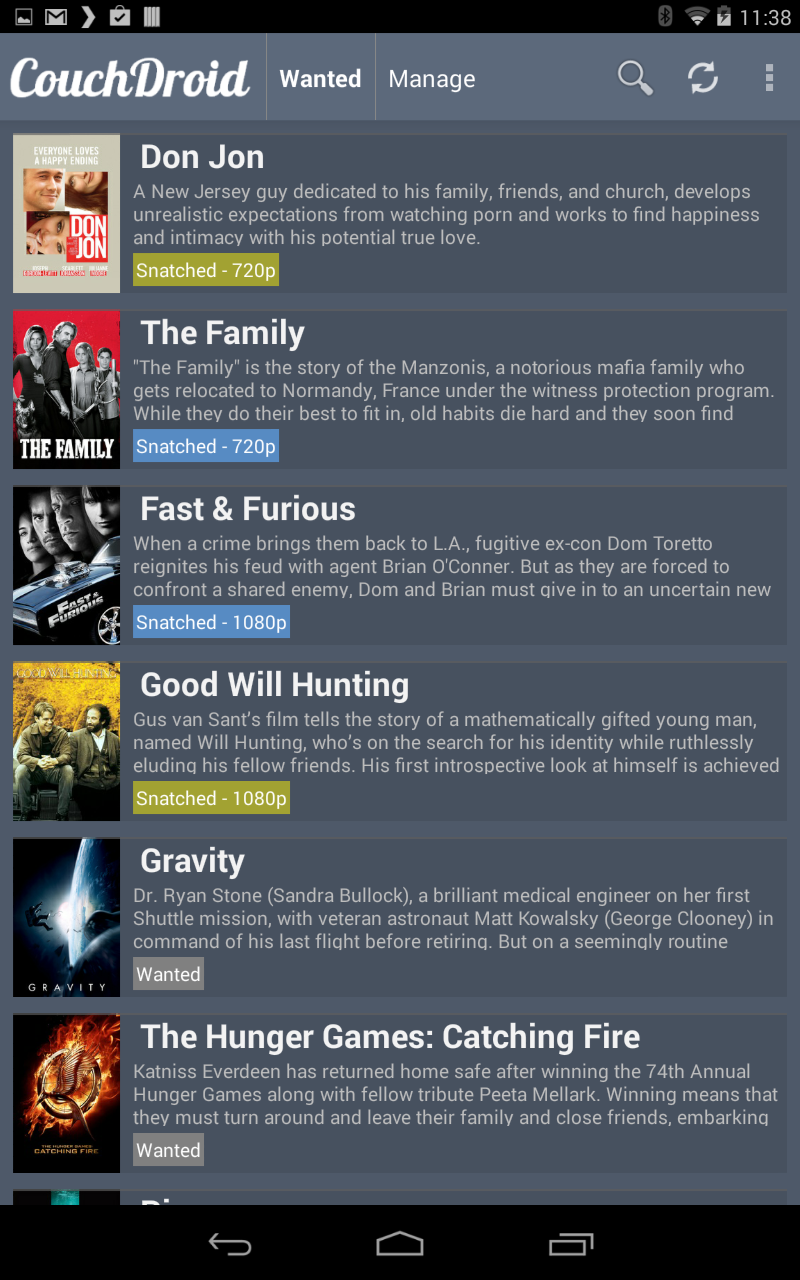 11:38
CouchDroid
Wanted
Manage
EVERYONE LOVES
A HAPPY ENDING
DON
JON
Don Jon
A New Jersey guy dedicated to his family, friends, and church, develops
unrealistic expectations from watching porn and works to find happiness
and intimacy with his potential true love.
Snatched - 720p
THE FAMILY
The Family
"The Family" is the story of the Manzonis, a notorious mafia family who
gets relocated to Normandy, France under the witness protection program.
While they do their best to fit in, old habits die hard and they soon find
Snatched - 720p
FAST &
FURIOUS
Fast & Furious
When a crime brings them back to L.A., fugitive ex-con Dom Toretto
reignites his feud with agent Brian O'Conner. But as they are forced to
confront a shared enemy, Dom and Brian must give in to an uncertain new
Snatched - 1080p
GOOD WILL HUNTING
Good Will Hunting
Gus van Sant's film tells the story of a mathematically gifted young man,
named Will Hunting, who's on the search for his identity while ruthlessly
eluding his fellow friends. His first introspective look at himself is achieved
Snatched - 1080p
GRAVITY
Gravity
Dr. Ryan Stone (Sandra Bullock), a brilliant medical engineer on her first
Shuttle mission, with veteran astronaut Matt Kowalsky (George Clooney) in
command of his last flight before retiring. But on a seemingly routine
Wanted
THE HUNGER GAMES:
CATCHING FIRE
The Hunger Games: Catching Fire
Katniss Everdeen has returned home safe after winning the 74th Annual
Hunger Games along with fellow tribute Peeta Mellark. Winning means that
they must turn around and leave their family and close friends, embarking
Wanted